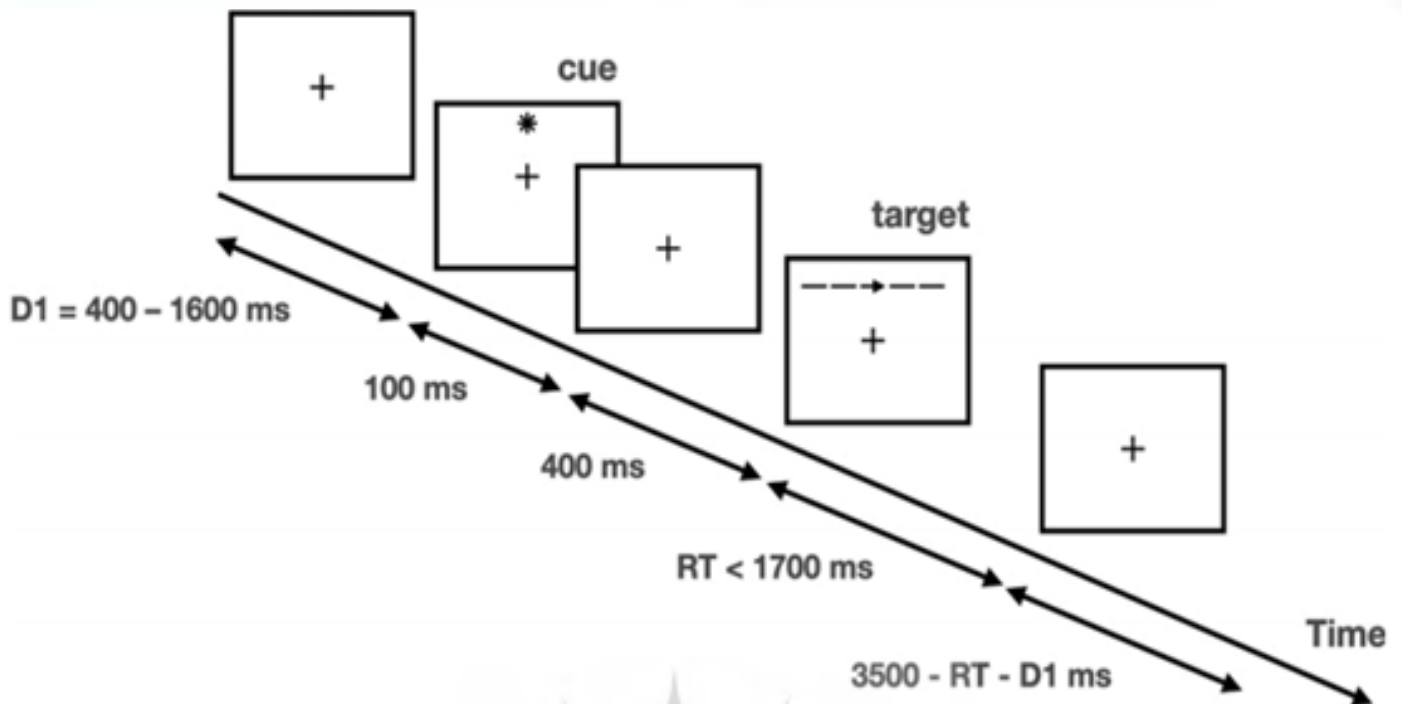 cue
target
D1 = 400 – 1600 ms
100 ms
400 ms
RT < 1700 ms
Time
3500 - RT - D1 ms